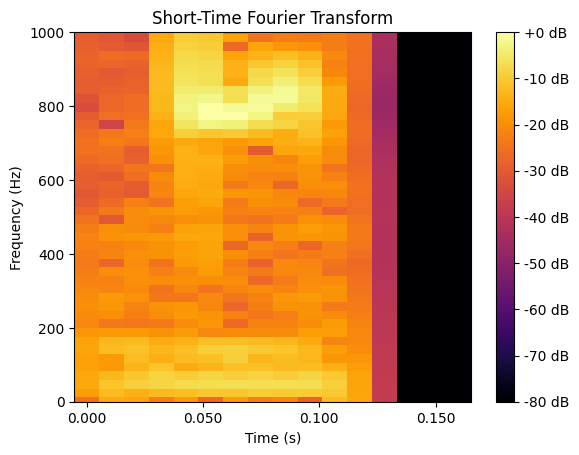 Short-Time Fourier Transform
Frequency (Hz)
1000
800
600
400
200
0
0.000
0.050
0.100
0.150
Time (s)
+0 dB
-10 dB
-20 dB
-30 dB
-40 dB
-50 dB
-60 dB
-70 dB
-80 dB